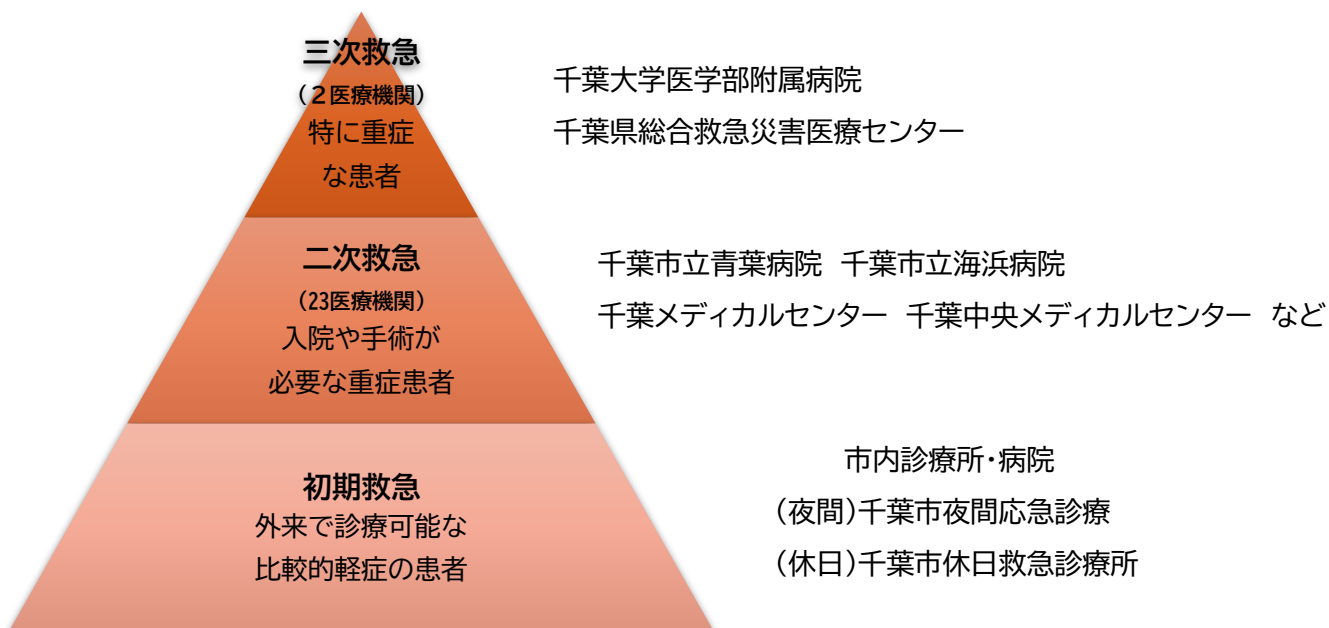 三次救急
(2医療機関)
特に重症
な患者
千葉大学医学部附属病院
千葉県総合救急災害医療センター
二次救急
(23医療機関)
入院や手術が
必要な重症患者
千葉市立青葉病院 千葉市立海浜病院
千葉メディカルセンター 千葉中央メディカルセンター など
初期救急
外来で診療可能な
比較的軽症の患者
市内診療所・病院
(夜間)千葉市夜間応急診療
(休日)千葉市休日救急診療所